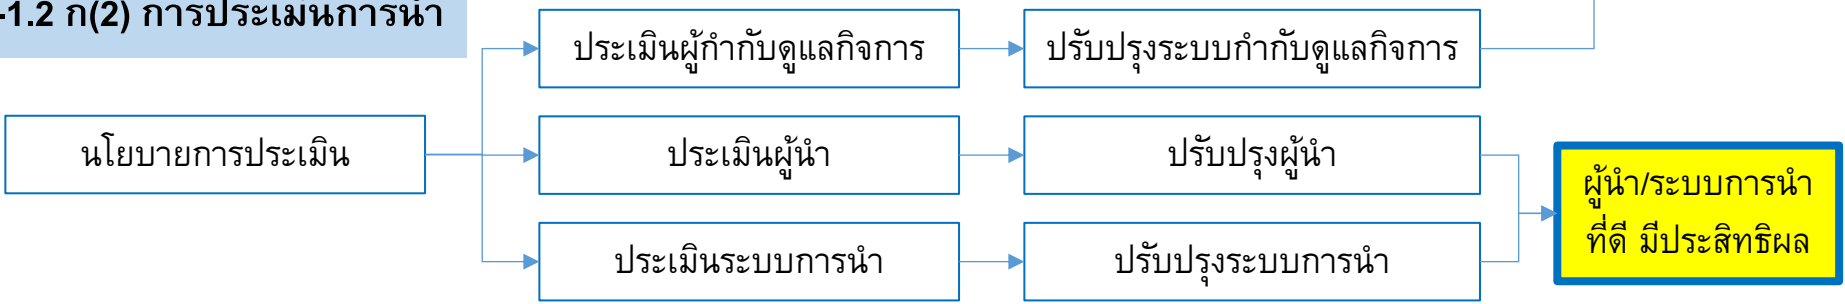 -1.2 ก(2) การประเมินการนำ
ประเมินผู้กำกับดูแลกิจการ
ปรับปรุงระบบกำกับดูแลกิจการ
นโยบายการประเมิน
ประเมินผู้นำ
ปรับปรุงผู้นำ
ผู้นำ/ระบบการนำ
ที่ดี มีประสิทธิผล
ประเมินระบบการนำ
ปรับปรุงระบบการนำ